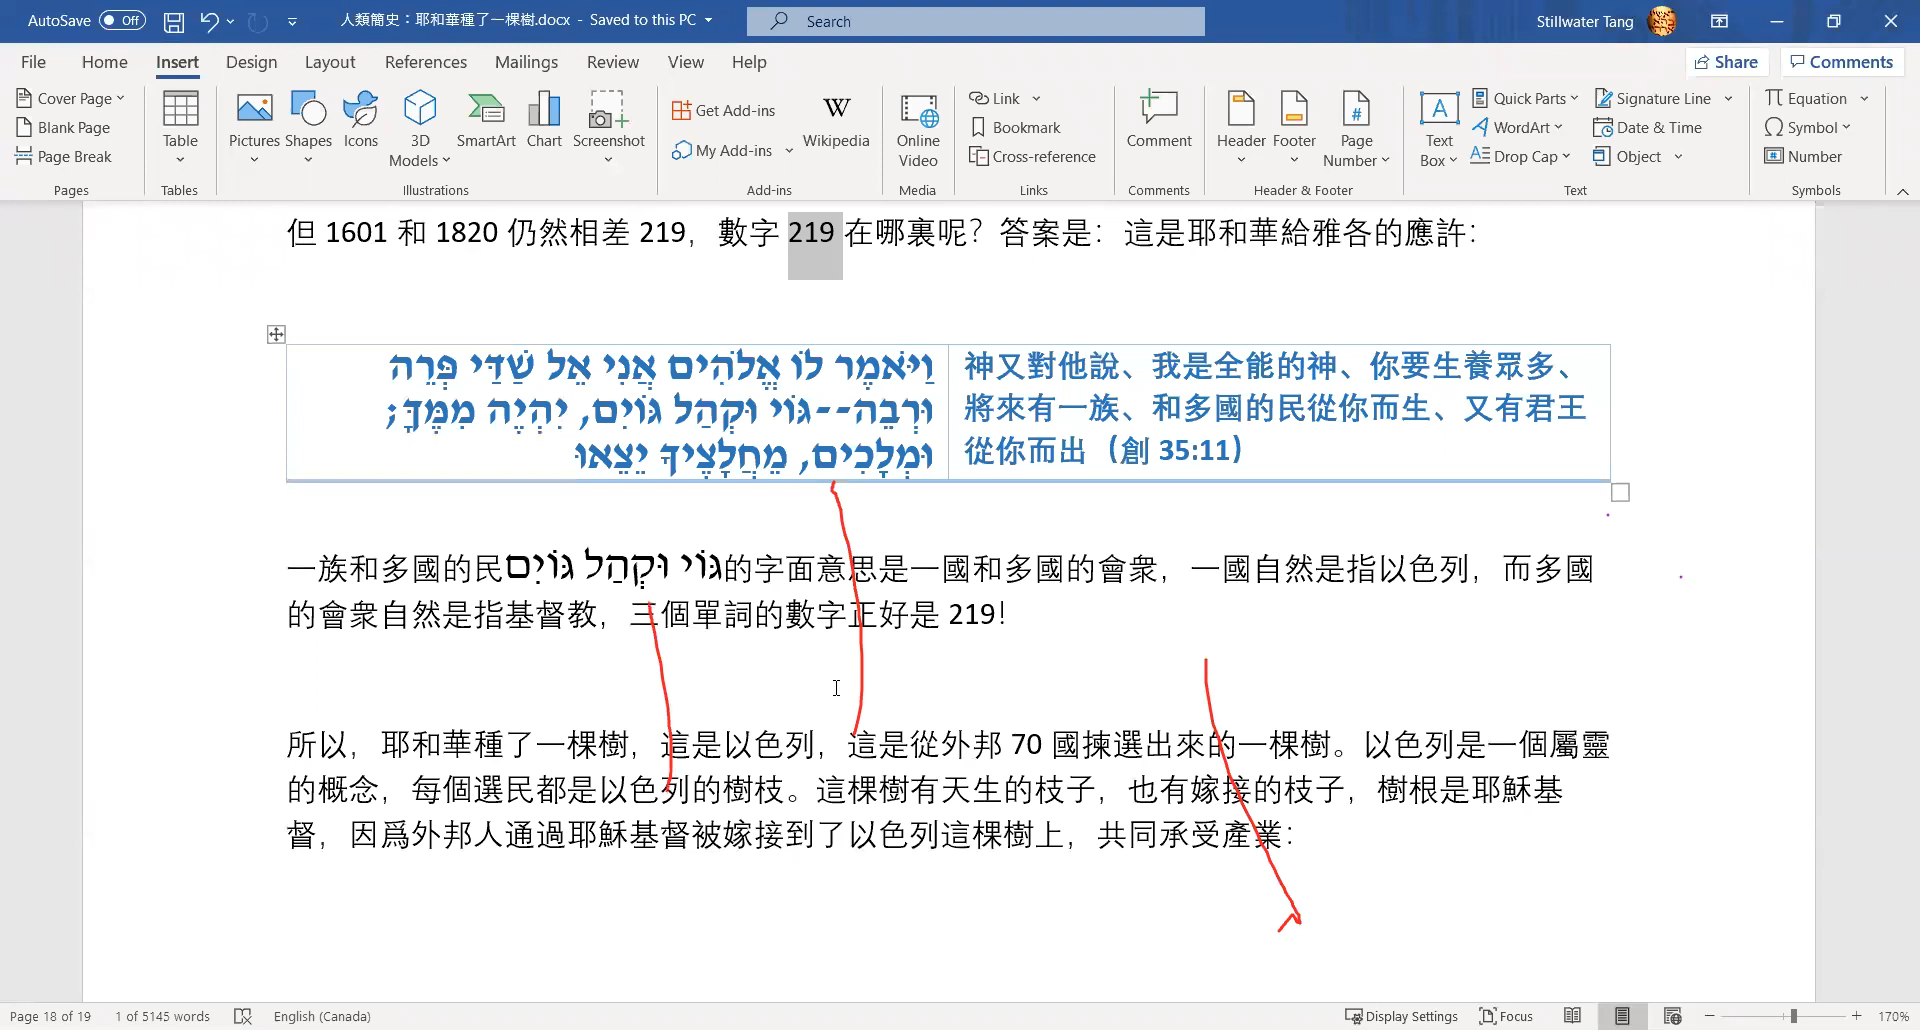 AutoSave Off 人類簡史：耶和華種了一棵樹.docx - Saved to this PC Search Stillwater Tang
File Home Insert Design Layout References Mailings Review View Help Share Comments
Cover Page
Blank Page
Page Break
Pages
Table
Tables
Pictures Shapes Icons 3D Models SmartArt Chart Screenshot
Illustrations
Get Add-ins
My Add-ins
W
Wikipedia
Add-ins
Online Video
Media
Link
Bookmark
Cross-reference
Links
Comment
Comments
Header Footer Page Number
Header & Footer
Text Box
Quick Parts
WordArt
Drop Cap
Signature Line
Date & Time
Object
Text
Equation
Symbol
Number
Symbols
但 1601 和 1820 仍然相差 219，數字 219 在哪裏呢？答案是：這是耶和華給雅各的應許：
וַיֹּאמֶר לוֹ אֱלֹהִים אֲנִי אֵל שַׁדַּי פְּרֵה
וּרְבֵה--גּוֹי וּקְהַל גּוֹיִם, יִהְיֶה מִמֶּךָּ;
וּמְלָכִים, מֵחֲלָצֶיךָ יֵצֵאוּ
神又對他說、我是全能的神、你要生養眾多、
將來有一族、和多國的民從你而生、又有君王
從你而出（創 35:11）
一族和多國的民גּוֹי וּקְהַל גּוֹיִם的字面意思是一國和多國的會衆，一國自然是指以色列，而多國
的會衆自然是指基督教，三個單詞的數字正好是 219！
所以，耶和華種了一棵樹，這是以色列，這是從外邦 70 國揀選出來的一棵樹。以色列是一個屬靈
的概念，每個選民都是以色列的樹枝。這棵樹有天生的枝子，也有嫁接的枝子，樹根是耶穌基
督，因爲外邦人通過耶穌基督被嫁接到了以色列這棵樹上，共同承受產業：
Page 18 of 19 1 of 5145 words English (Canada) Display Settings Focus 170%